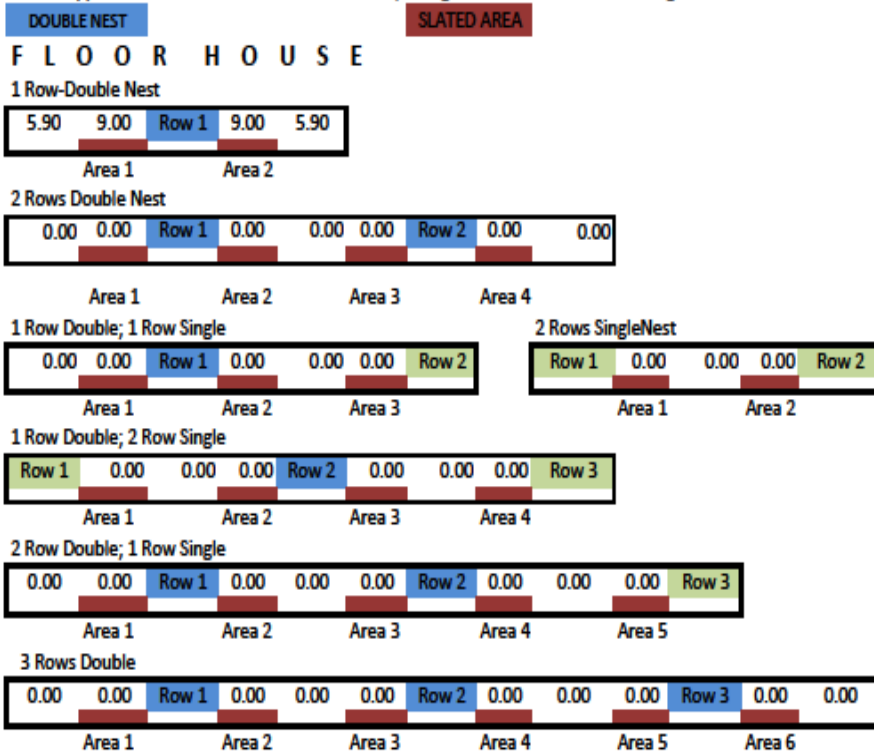 DOUBLE NEST SLATED AREA
F L O O R H O U S E
1 Row-Double Nest
5.90 9.00 Row 1 9.00 5.90
Area 1 Area 2
2 Rows Double Nest
0.00 0.00 Row 1 0.00 0.00 0.00 Row 2 0.00 0.00
Area 1 Area 2 Area 3 Area 4
1 Row Double; 1 Row Single 2 Rows SingleNest
0.00 0.00 Row 1 0.00 0.00 0.00 Row 2 Row 1 0.00 0.00 0.00 Row 2
Area 1 Area 2 Area 3 Area 1 Area 2
1 Row Double; 2 Row Single
Row 1 0.00 0.00 0.00 Row 2 0.00 0.00 0.00 Row 3
Area 1 Area 2 Area 3 Area 4
2 Row Double; 1 Row Single
0.00 0.00 Row 1 0.00 0.00 0.00 Row 2 0.00 0.00 0.00 Row 3
Area 1 Area 2 Area 3 Area 4 Area 5
3 Rows Double
0.00 0.00 Row 1 0.00 0.00 0.00 Row 2 0.00 0.00 0.00 Row 3 0.00 0.00
Area 1 Area 2 Area 3 Area 4 Area 5 Area 6